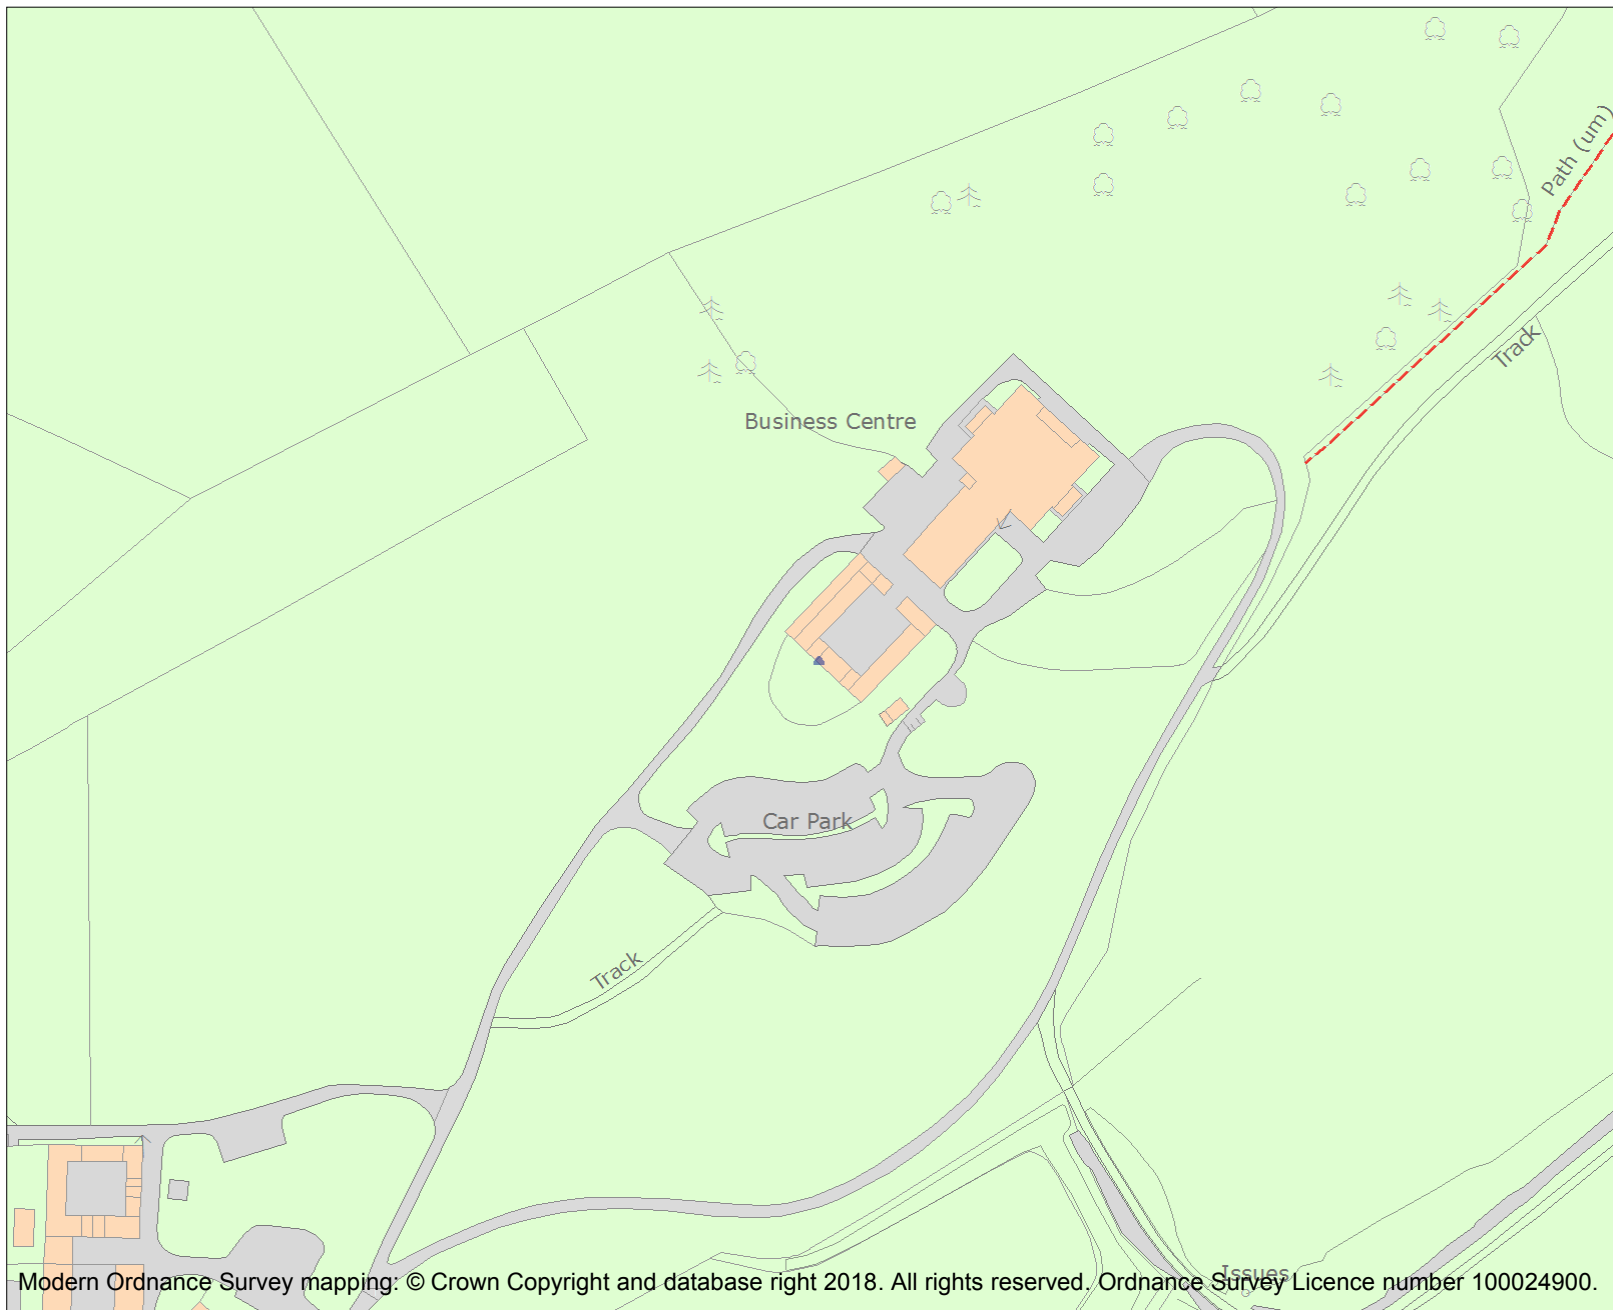 Path (um)
Track
Business Centre
Car Park
Track
Issues
Modern Ordnance Survey mapping: © Crown Copyright and database right 2018. All rights reserved. Ordnance Survey Licence number 100024900.